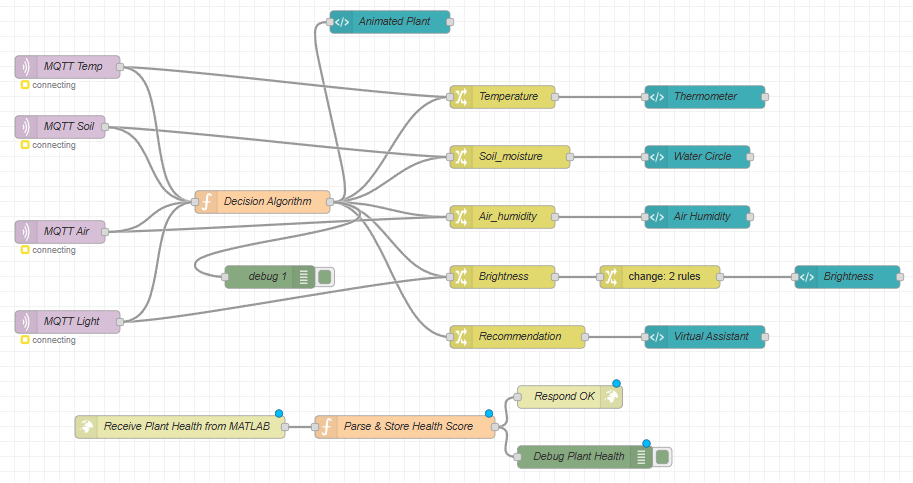 Animated Plant
MQTT Temp
connecting
Temperature
Thermometer
MQTT Soil
connecting
Soil_moisture
Water Circle
Decision Algorithm
MQTT Air
connecting
Air_humidity
Air Humidity
debug 1
Brightness
change: 2 rules
Brightness
MQTT Light
connecting
Recommendation
Virtual Assistant
Respond OK
Receive Plant Health from MATLAB
Parse & Store Health Score
Debug Plant Health